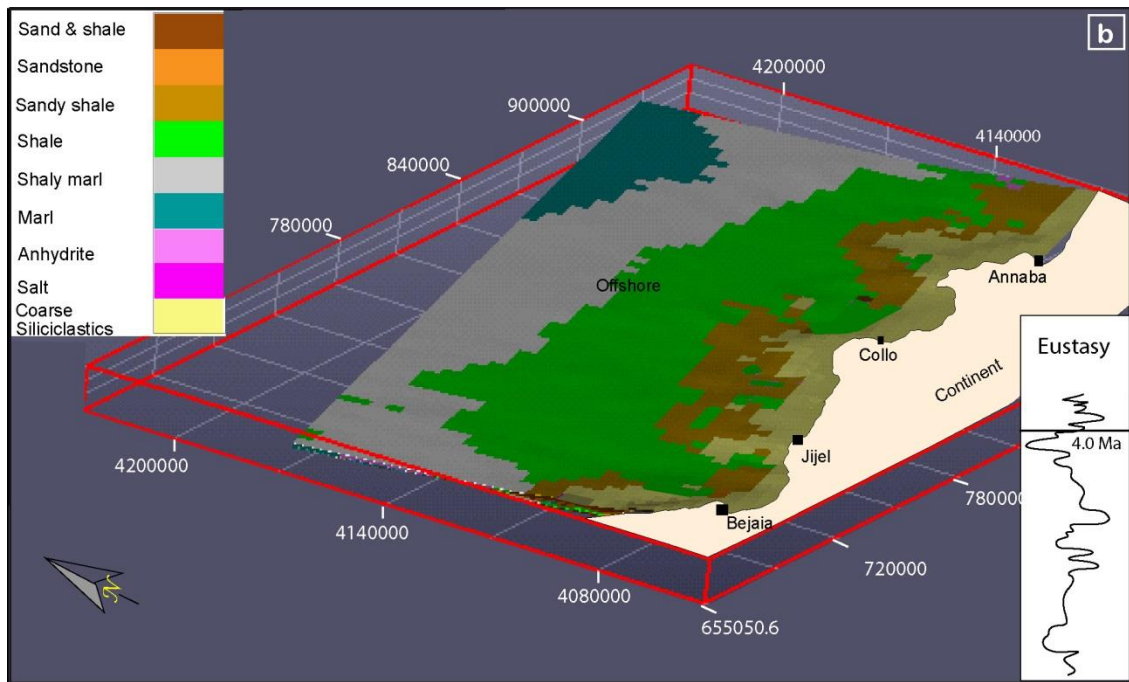 Sand & shale
Sandstone
Sandy shale
Shale
Shaly marl
Marl
Anhydrite
Salt
Coarse
Siliciclastics
b
4200000
900000
4140000
840000
780000
Annaba
Offshore
Collo
Continent
Eustasy
4.0 Ma
Jijel
4200000
780000
Bejaia
4140000
720000
4080000
655050.6
N